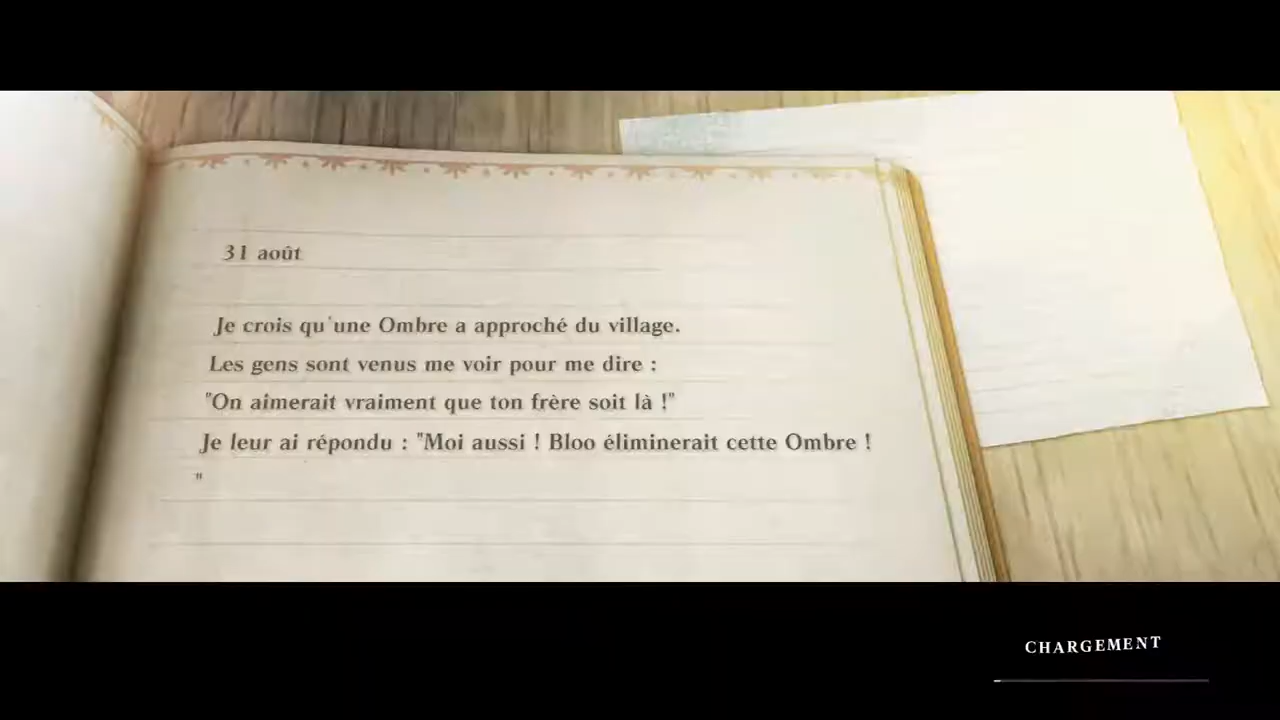 31 août
Je crois qu'une Ombre a approché du village.
Les gens sont venus me voir pour me dire :
"On aimerait vraiment que ton frère soit là !"
Je leur ai répondu : "Moi aussi ! Bloo éliminerait cette Ombre !
"
CHARGEMENT